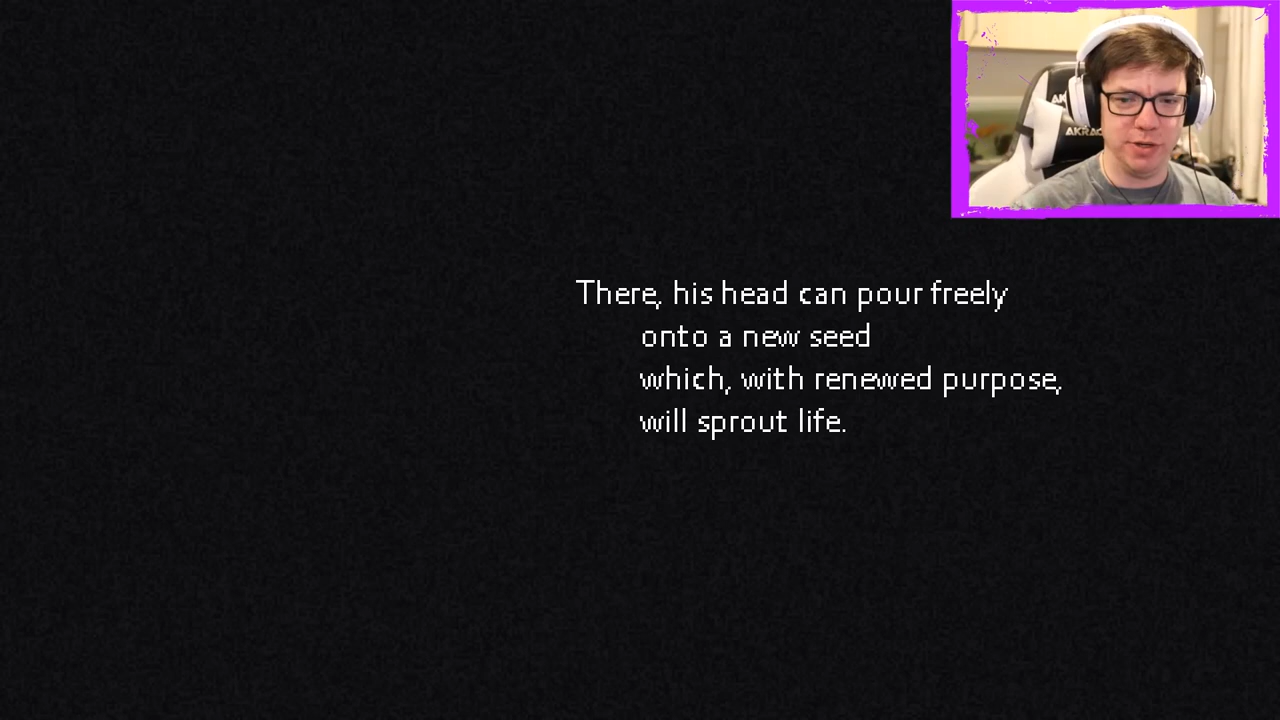 There, his head can pour freely
onto a new seed
which, with renewed purpose,
will sprout life.